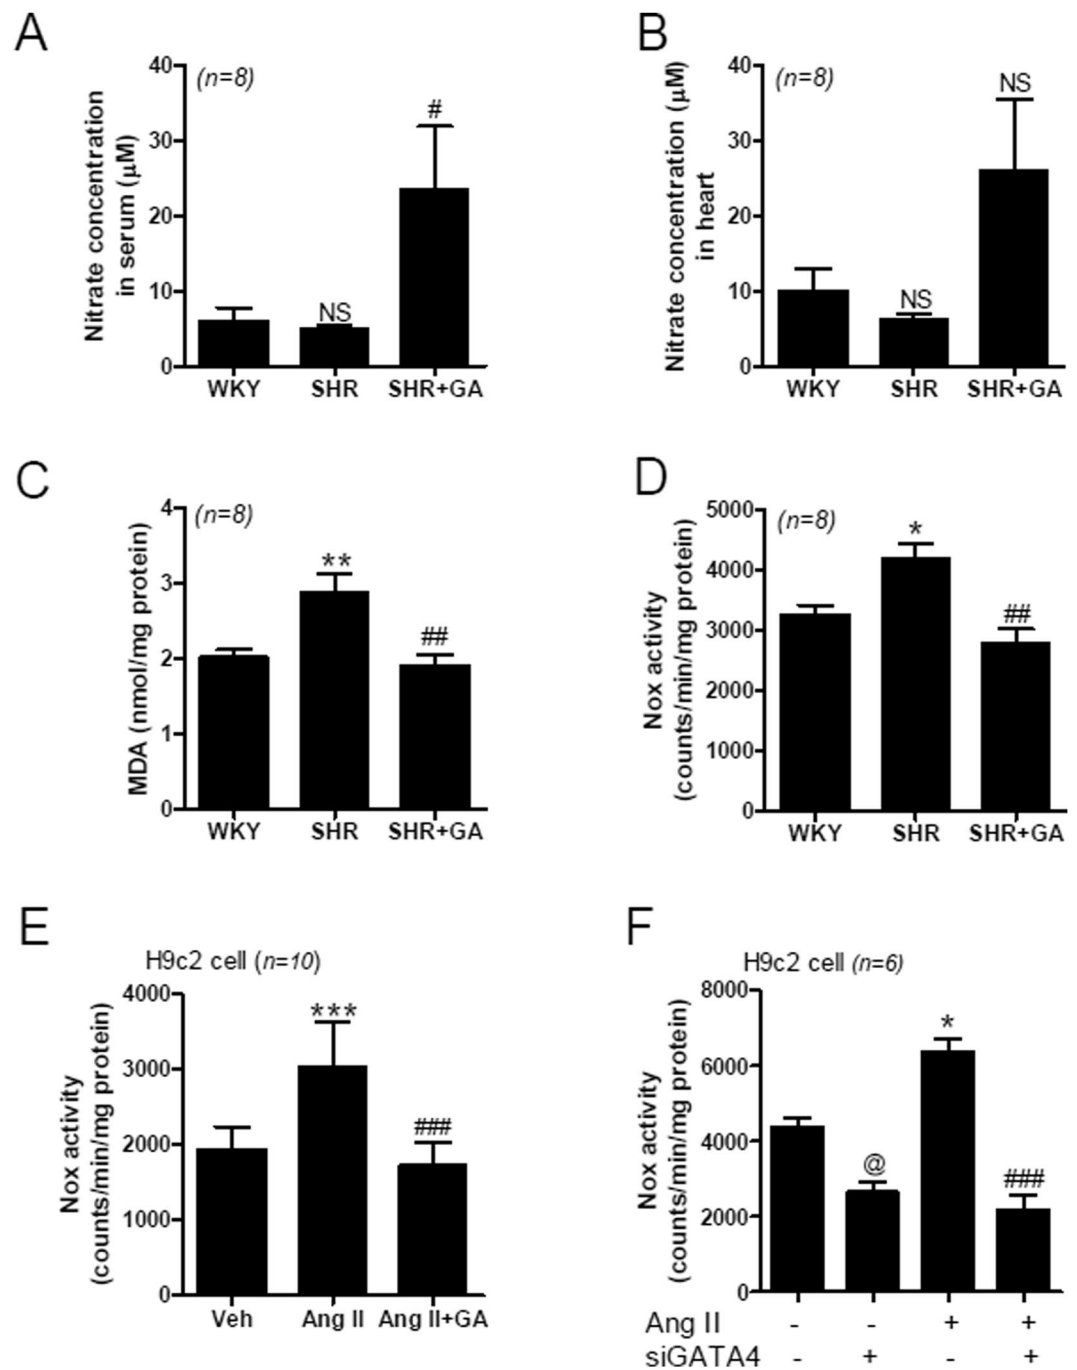 A
Nitrate concentration
in serum (μM)
(n=8)
40
30
20
10
0
#
NS
WKY SHR SHR+GA
B
Nitrate concentration (μM)
in heart
(n=8)
40
30
20
10
0
NS
NS
WKY SHR SHR+GA
C
MDA (nmol/mg protein)
(n=8)
4
3
2
1
0
**
##
WKY SHR SHR+GA
D
Nox activity
(counts/min/mg protein)
(n=8)
5000
4000
3000
2000
1000
0
*
##
WKY SHR SHR+GA
E
H9c2 cell (n=10)
Nox activity
(counts/min/mg protein)
4000
3000
2000
1000
0
***
###
Veh Ang II Ang II+GA
F
H9c2 cell (n=6)
Nox activity
(counts/min/mg protein)
8000
6000
4000
2000
0
@
*
###
Ang II - - + +
siGATA4 - + - +